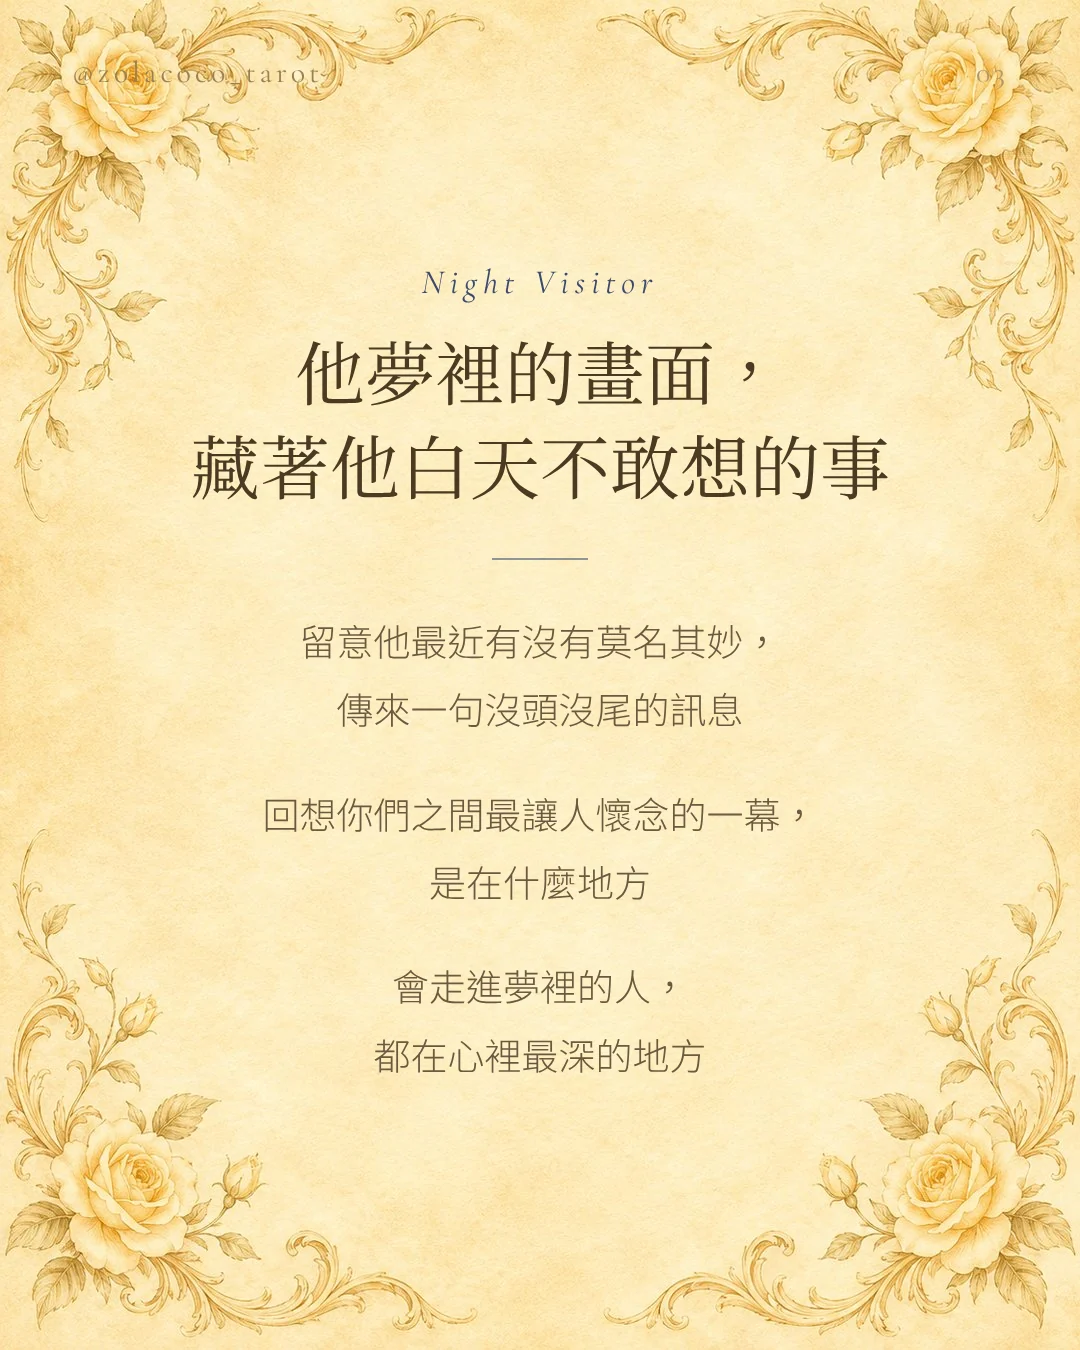 @zolacoco_tarot
03
Night Visitor
他夢裡的畫面，
藏著他白天不敢想的事
留意他最近有沒有莫名其妙，
傳來一句沒頭沒尾的訊息
回想你們之間最讓人懷念的一幕，
是在什麼地方
會走進夢裡的人，
都在心裡最深的地方